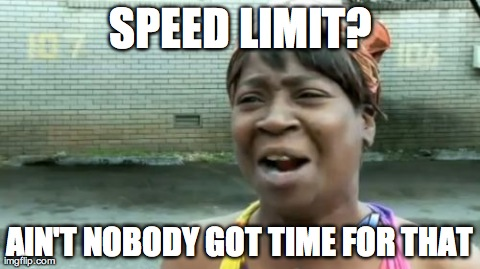 SPEED LIMIT?
107
106
AIN'T NOBODY GOT TIME FOR THAT
imgflip.com